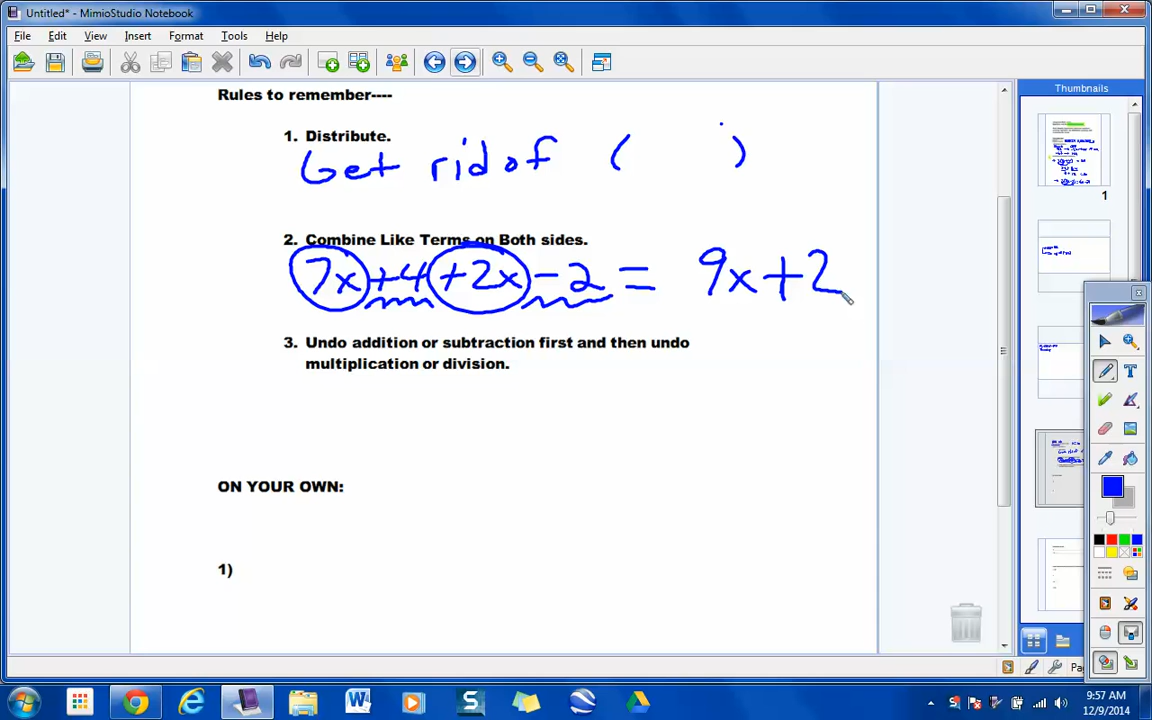 Untitled* - MimioStudio Notebook
File Edit View Insert Format Tools Help
Rules to remember----
1. Distribute.
Get rid of ( )
2. Combine Like Terms on Both sides.
7x+4+2x-2 = 9x+2
3. Undo addition or subtraction first and then undo
multiplication or division.
ON YOUR OWN:
1)
Thumbnails
1
T
Pa
W
S
9:57 AM
12/9/2014